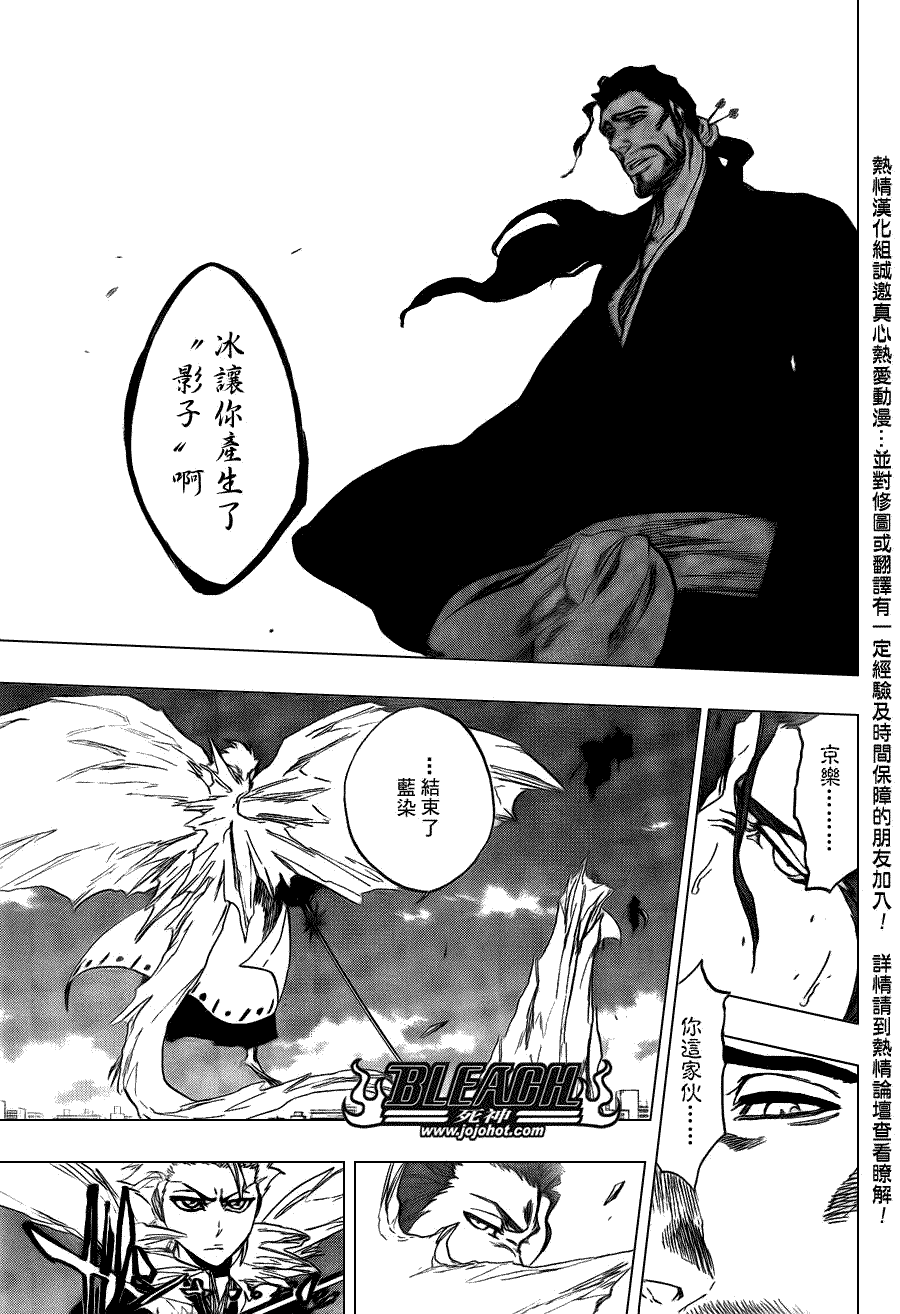 冰讓你產生了
〝影子〞啊
京樂………
…結束了
藍染
你這家伙……
BLEACH
死神
www.jojohot.com
熱情漢化組誠邀真心熱愛動漫…並對修圖或翻譯有一定經驗及時間保障的朋友加入！ 詳情請到熱情論壇查看瞭解！